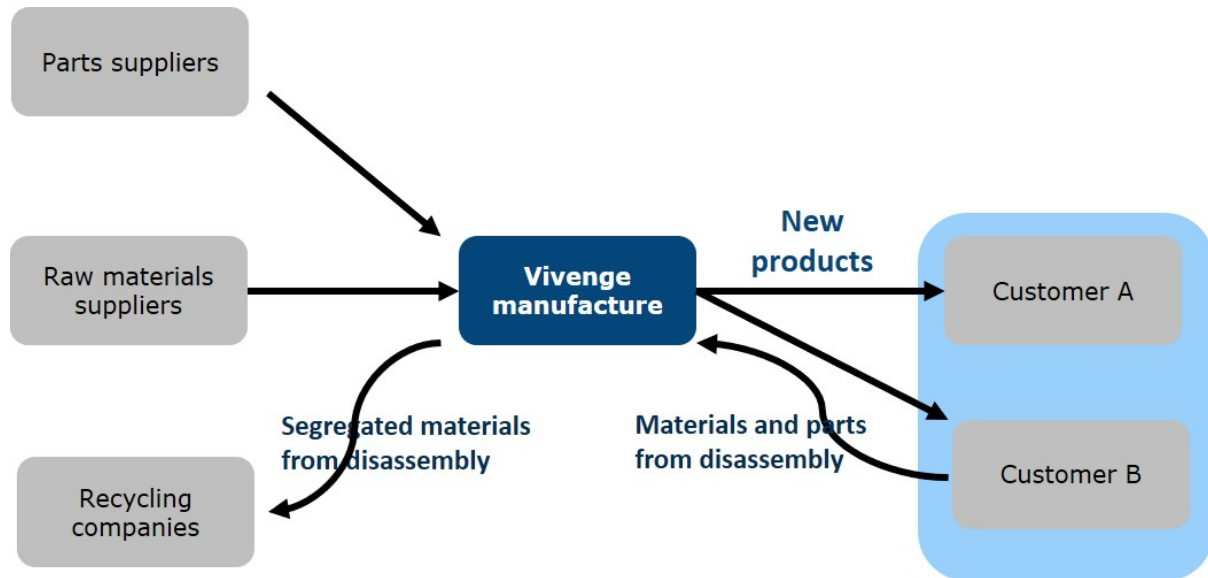 Parts suppliers
New
products
Raw materials
suppliers
Vivenge
manufacture
Customer A
Segregated materials
from disassembly
Materials and parts
from disassembly
Customer B
Recycling
companies